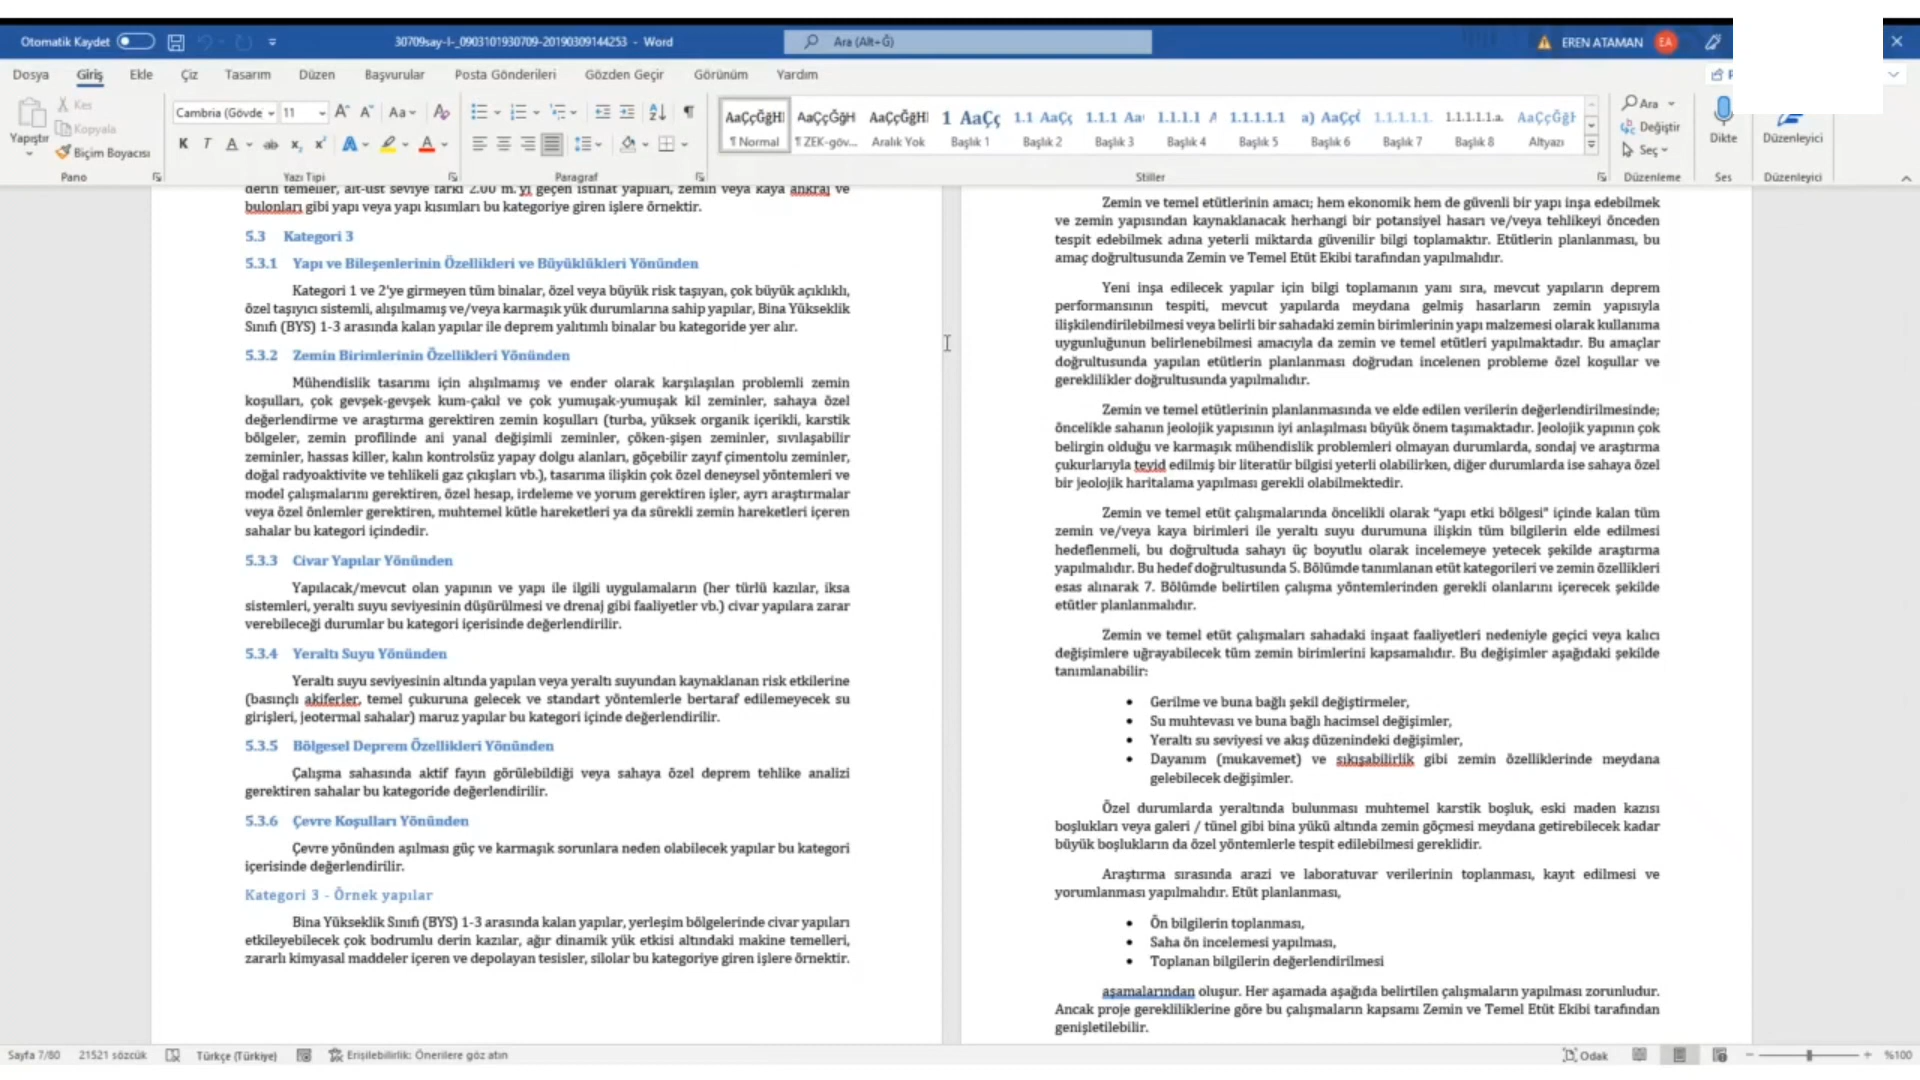 Otomatik Kaydet
30709say-I-_0903101930709-20190309144253 - Word
Ara (Alt+Ğ)
EREN ATAMAN
EA
Dosya Giriş Ekle Çiz Tasarım Düzen Başvurular Posta Gönderileri Gözden Geçir Görünüm Yardım
Yapıştır
Kes
Kopyala
Biçim Boyacısı
Pano
Cambria (Gövde 11
Yazı Tipi
Paragraf
¶ Normal ¶ ZEK-göv... Aralık Yok Başlık 1 Başlık 2 Başlık 3 Başlık 4 Başlık 5 Başlık 6 Başlık 7 Başlık 8 Altyazı
Stiller
Ara
Değiştir
Seç
Düzenleme
Dikte
Ses
Düzenleyici
Düzenleyici
derin temeller, alt-üst seviye farkı 2.00 m. yi geçen istinat yapıları, zemin veya kaya ankraj ve
bulonları gibi yapı veya yapı kısımları bu kategoriye giren işlere örnektir.
5.3 Kategori 3
5.3.1 Yapı ve Bileşenlerinin Özellikleri ve Büyüklükleri Yönünden
Kategori 1 ve 2'ye girmeyen tüm binalar, özel veya büyük risk taşıyan, çok büyük açıklıklı,
özel taşıyıcı sistemli, alışılmamış ve/veya karmaşık yük durumlarına sahip yapılar, Bina Yükseklik
Sınıfı (BYS) 1-3 arasında kalan yapılar ile deprem yalıtımlı binalar bu kategoride yer alır.
5.3.2 Zemin Birimlerinin Özellikleri Yönünden
Mühendislik tasarımı için alışılmamış ve ender olarak karşılaşılan problemli zemin
koşulları, çok gevşek-gevşek kum-çakıl ve çok yumuşak-yumuşak kil zeminler, sahaya özel
değerlendirme ve araştırma gerektiren zemin koşulları (turba, yüksek organik içerikli, karstik
bölgeler, zemin profilinde ani yanal değişimli zeminler, çöken-şişen zeminler, sıvılaşabilir
zeminler, hassas killer, kalın kontrolsüz yapay dolgu alanları, göçebilir zayıf çimentolu zeminler,
doğal radyoaktivite ve tehlikeli gaz çıkışları vb.), tasarıma ilişkin çok özel deneysel yöntemleri ve
model çalışmalarını gerektiren, özel hesap, irdeleme ve yorum gerektiren işler, ayrı araştırmalar
veya özel önlemler gerektiren, muhtemel kütle hareketleri ya da sürekli zemin hareketleri içeren
sahalar bu kategori içindedir.
5.3.3 Civar Yapılar Yönünden
Yapılacak/mevcut olan yapının ve yapı ile ilgili uygulamaların (her türlü kazılar, iksa
sistemleri, yeraltı suyu seviyesinin düşürülmesi ve drenaj gibi faaliyetler vb.) civar yapılara zarar
verebileceği durumlar bu kategori içerisinde değerlendirilir.
5.3.4 Yeraltı Suyu Yönünden
Yeraltı suyu seviyesinin altında yapılan veya yeraltı suyundan kaynaklanan risk etkilerine
(basınçlı akiferler, temel çukuruna gelecek ve standart yöntemlerle bertaraf edilemeyecek su
girişleri, jeotermal sahalar) maruz yapılar bu kategori içinde değerlendirilir.
5.3.5 Bölgesel Deprem Özellikleri Yönünden
Çalışma sahasında aktif fayın görülebildiği veya sahaya özel deprem tehlike analizi
gerektiren sahalar bu kategoride değerlendirilir.
5.3.6 Çevre Koşulları Yönünden
Çevre yönünden aşılması güç ve karmaşık sorunlara neden olabilecek yapılar bu kategori
içerisinde değerlendirilir.
Kategori 3 - Örnek yapılar
Bina Yükseklik Sınıfı (BYS) 1-3 arasında kalan yapılar, yerleşim bölgelerinde civar yapıları
etkileyebilecek çok bodrumlu derin kazılar, ağır dinamik yük etkisi altındaki makine temelleri,
zararlı kimyasal maddeler içeren ve depolayan tesisler, silolar bu kategoriye giren işlere örnektir.
Zemin ve temel etütlerinin amacı; hem ekonomik hem de güvenli bir yapı inşa edebilmek
ve zemin yapısından kaynaklanacak herhangi bir potansiyel hasarı ve/veya tehlikeyi önceden
tespit edebilmek adına yeterli miktarda güvenilir bilgi toplamaktır. Etütlerin planlanması, bu
amaç doğrultusunda Zemin ve Temel Etüt Ekibi tarafından yapılmalıdır.
Yeni inşa edilecek yapılar için bilgi toplamanın yanı sıra, mevcut yapıların deprem
performansının tespiti, mevcut yapılarda meydana gelmiş hasarların zemin yapısıyla
ilişkilendirilebilmesi veya belirli bir sahadaki zemin birimlerinin yapı malzemesi olarak kullanıma
uygunluğunun belirlenebilmesi amacıyla da zemin ve temel etütleri yapılmaktadır. Bu amaçlar
doğrultusunda yapılan etütlerin planlanması doğrudan incelenen probleme özel koşullar ve
gereklilikler doğrultusunda yapılmalıdır.
Zemin ve temel etütlerinin planlanmasında ve elde edilen verilerin değerlendirilmesinde;
öncelikle sahanın jeolojik yapısının iyi anlaşılması büyük önem taşımaktadır. Jeolojik yapının çok
belirgin olduğu ve karmaşık mühendislik problemleri olmayan durumlarda, sondaj ve araştırma
çukurlarıyla teyid edilmiş bir literatür bilgisi yeterli olabilirken, diğer durumlarda ise sahaya özel
bir jeolojik haritalama yapılması gerekli olabilmektedir.
Zemin ve temel etüt çalışmalarında öncelikli olarak “yapı etki bölgesi” içinde kalan tüm
zemin ve/veya kaya birimleri ile yeraltı suyu durumuna ilişkin tüm bilgilerin elde edilmesi
hedeflenmeli, bu doğrultuda sahayı üç boyutlu olarak incelemeye yetecek şekilde araştırma
yapılmalıdır. Bu hedef doğrultusunda 5. Bölümde tanımlanan etüt kategorileri ve zemin özellikleri
esas alınarak 7. Bölümde belirtilen çalışma yöntemlerinden gerekli olanlarını içerecek şekilde
etütler planlanmalıdır.
Zemin ve temel etüt çalışmaları sahadaki inşaat faaliyetleri nedeniyle geçici veya kalıcı
değişimlere uğrayabilecek tüm zemin birimlerini kapsamalıdır. Bu değişimler aşağıdaki şekilde
tanımlanabilir:
• Gerilme ve buna bağlı şekil değiştirmeler,
• Su muhtevası ve buna bağlı hacimsel değişimler,
• Yeraltı su seviyesi ve akış düzenindeki değişimler,
• Dayanım (mukavemet) ve sıkışabilirlik gibi zemin özelliklerinde meydana
gelebilecek değişimler.
Özel durumlarda yeraltında bulunması muhtemel karstik boşluk, eski maden kazısı
boşlukları veya galeri / tünel gibi bina yükü altında zemin göçmesi meydana getirebilecek kadar
büyük boşlukların da özel yöntemlerle tespit edilebilmesi gereklidir.
Araştırma sırasında arazi ve laboratuvar verilerinin toplanması, kayıt edilmesi ve
yorumlanması yapılmalıdır. Etüt planlanması,
• Ön bilgilerin toplanması,
• Saha ön incelemesi yapılması,
• Toplanan bilgilerin değerlendirilmesi
aşamalarından oluşur. Her aşamada aşağıda belirtilen çalışmaların yapılması zorunludur.
Ancak proje gerekliliklerine göre bu çalışmaların kapsamı Zemin ve Temel Etüt Ekibi tarafından
genişletilebilir.
Sayfa 7/80 21521 sözcük Türkçe (Türkiye) Erişilebilirlik: Önerilere göz atın
Odak
%100